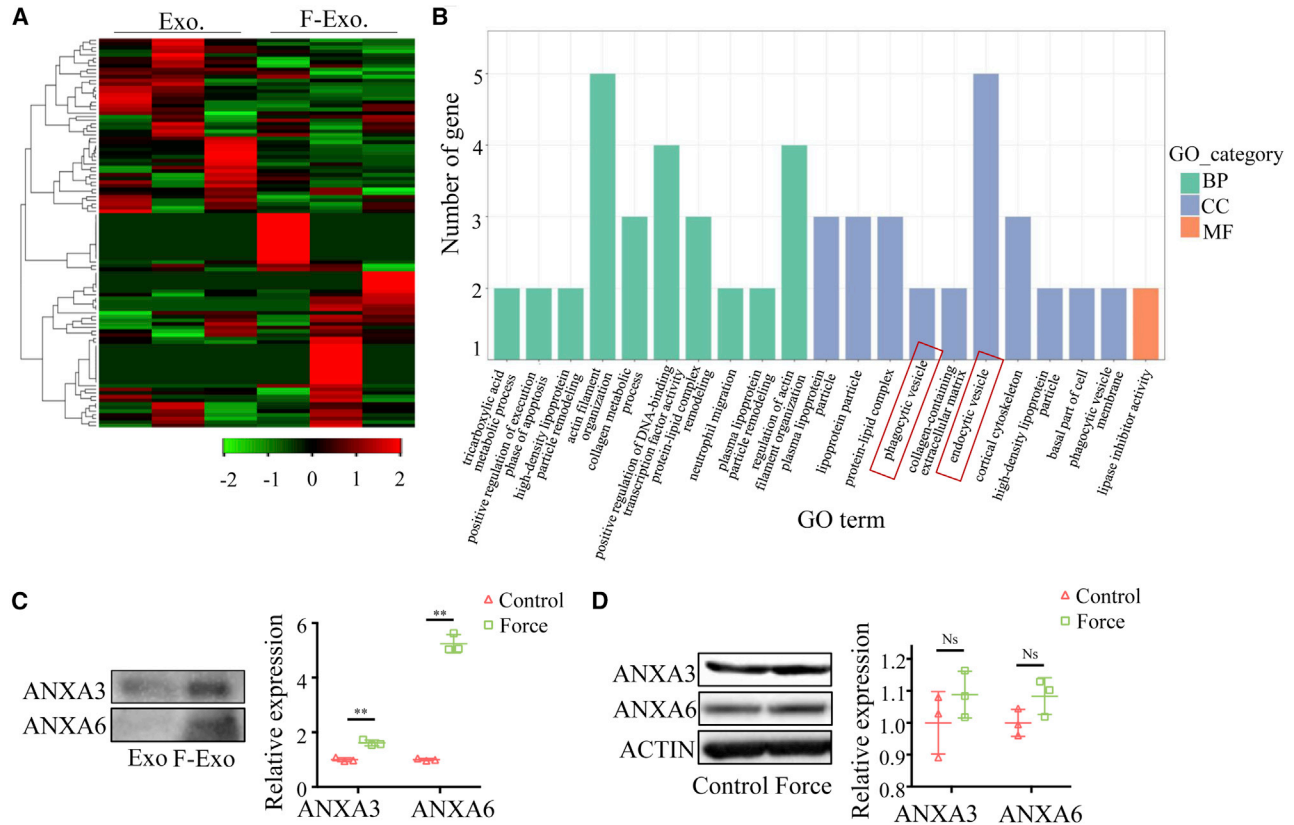 A
Exo.
F-Exo.
-2
-1
0
1
2
B
Number of gene
5
4
3
2
1
tricarboxylic acid
metabolic process
positive regulation of execution
phase of apoptosis
high-density lipoprotein
particle remodeling
actin filament
organization
collagen metabolic
process
positive regulation of DNA-binding
transcription factor activity
protein-lipid complex
remodeling
neutrophil migration
plasma lipoprotein
particle remodeling
regulation of actin
filament organization
plasma lipoprotein
particle
lipoprotein particle
protein-lipid complex
phagocytic vesicle
collagen-containing
extracellular matrix
endocytic vesicle
cortical cytoskeleton
high-density lipoprotein
particle
basal part of cell
phagocytic vesicle
membrane
lipase inhibitor activity
GO term
GO_category
BP
CC
MF
C
ANXA3
ANXA6
Exo F-Exo
Control
Force
Relative expression
6
4
2
0
**
**
ANXA3
ANXA6
D
ANXA3
ANXA6
ACTIN
Control Force
Control
Force
Relative expression
1.2
1.1
1.0
0.9
0.8
Ns
Ns
ANXA3
ANXA6